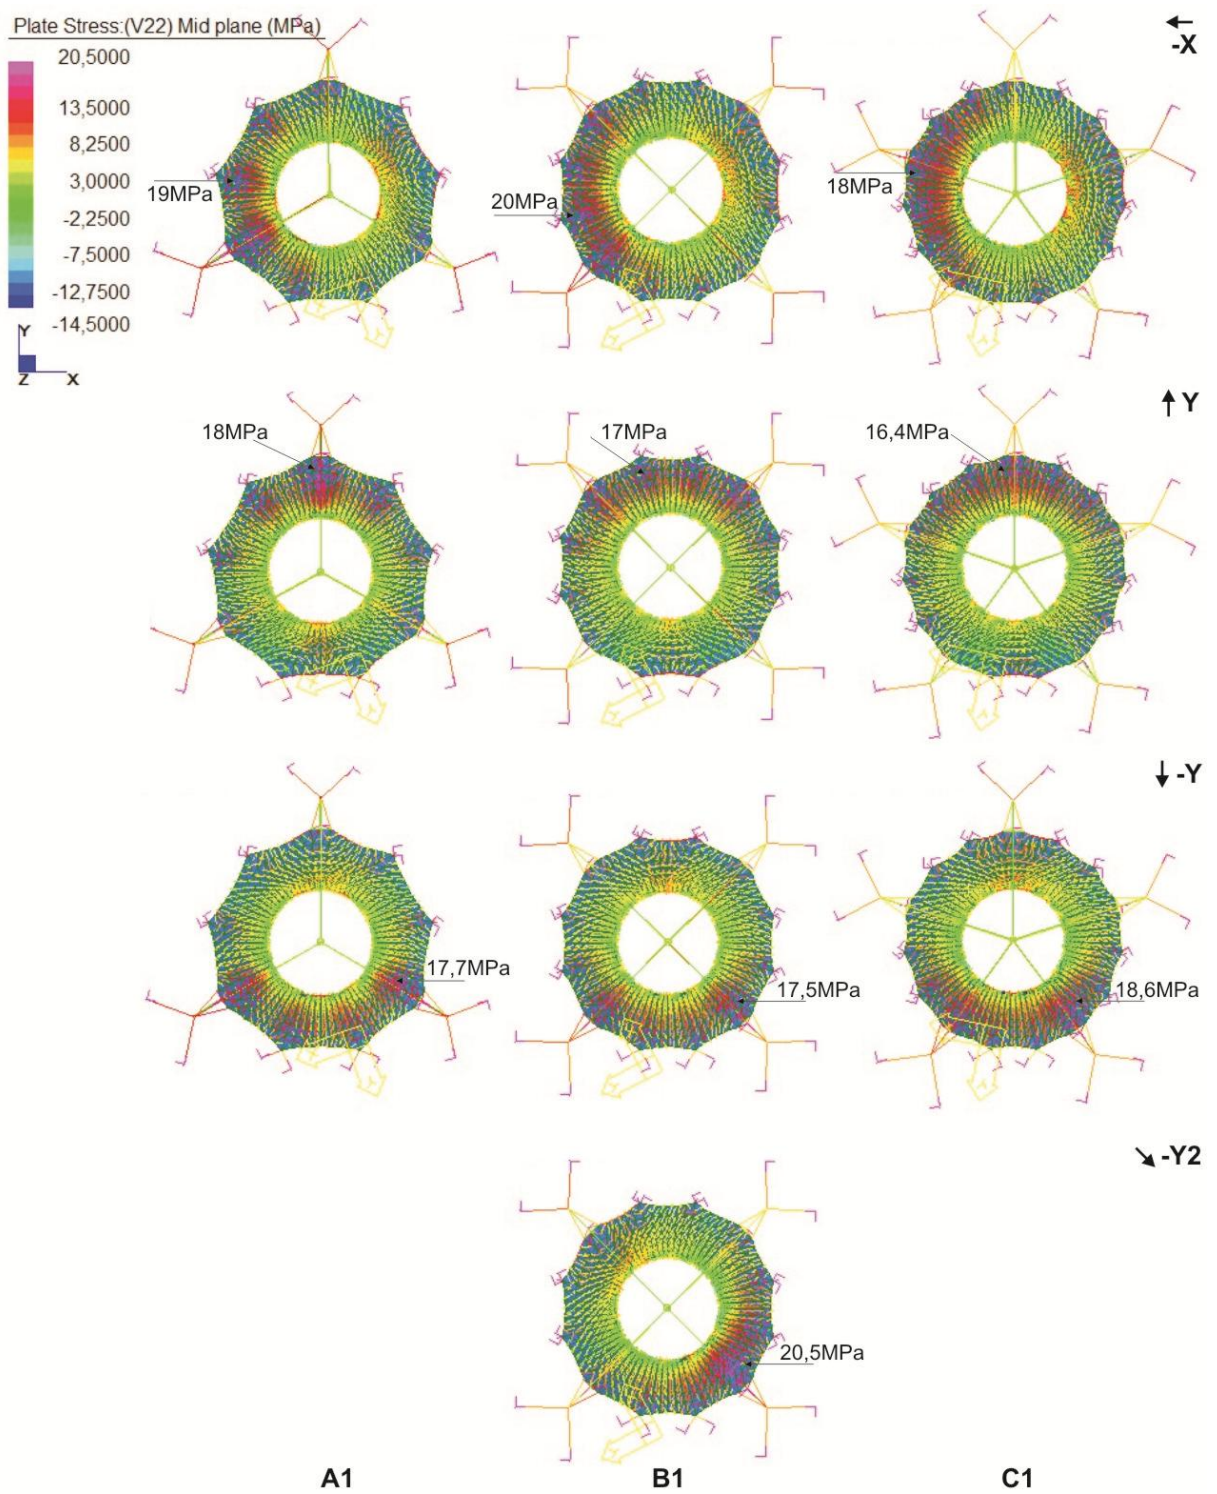 Plate Stress:(V22) Mid plane (MPa)
20,5000
13,5000
8,2500
3,0000
-2,2500
-7,5000
-12,7500
-14,5000
Y
Z X
-X
19MPa
20MPa
18MPa
Y
18MPa
17MPa
16,4MPa
-Y
17,7MPa
17,5MPa
18,6MPa
-Y2
20,5MPa
A1 B1 C1